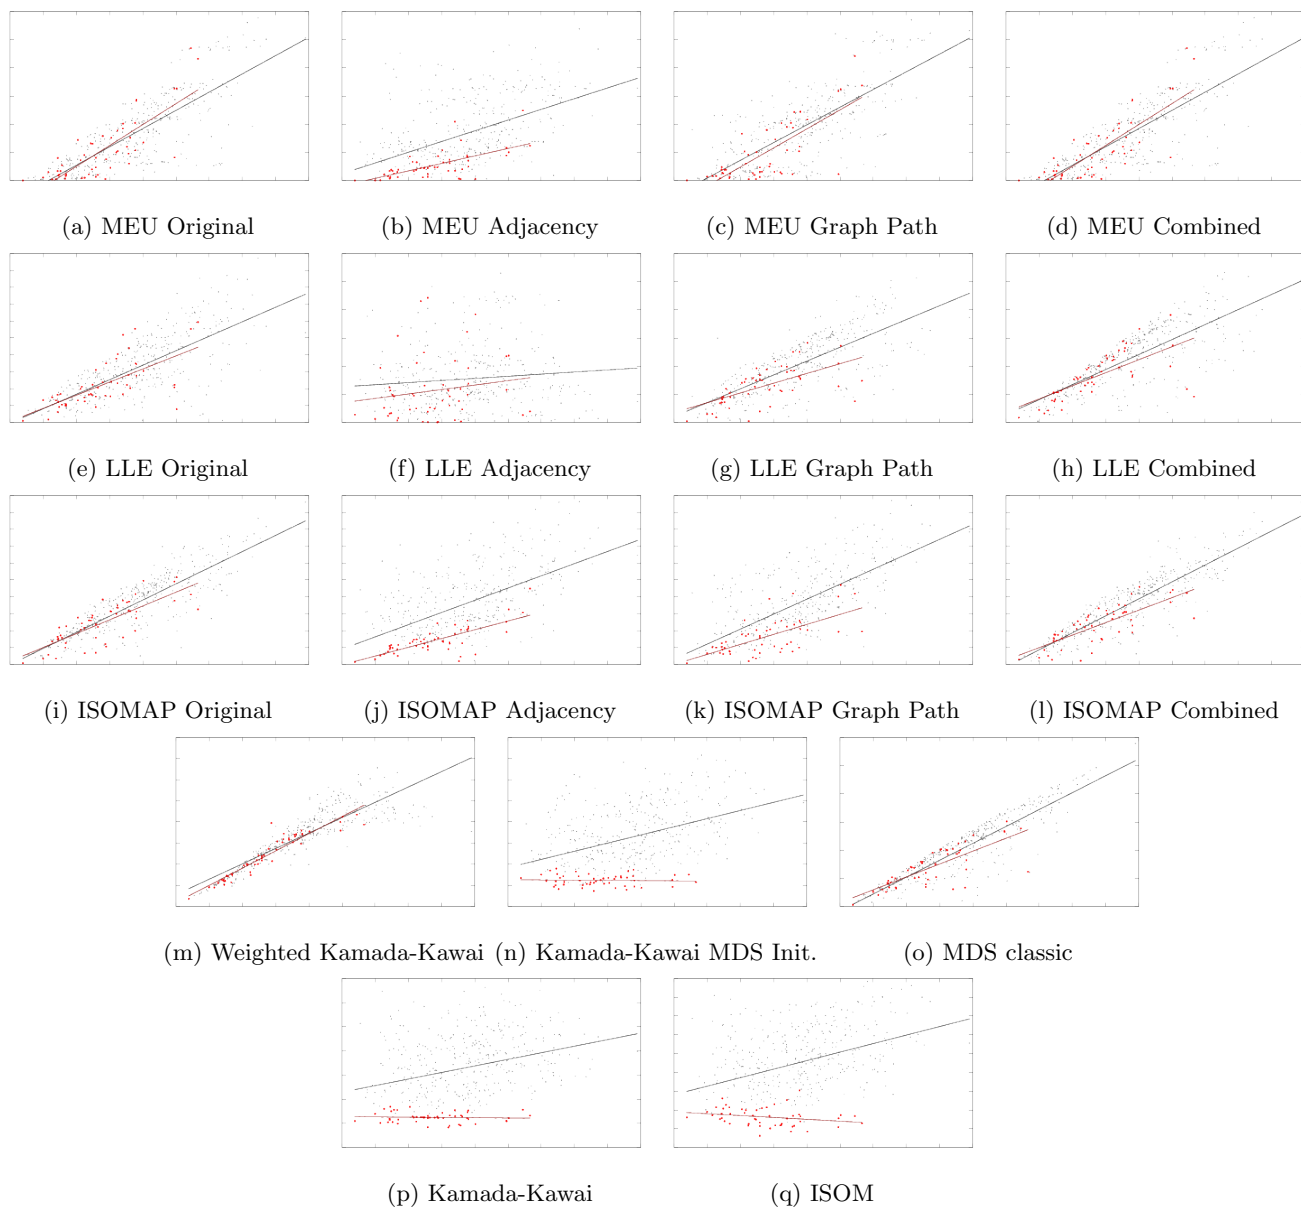 (a) MEU Original (b) MEU Adjacency (c) MEU Graph Path (d) MEU Combined
(e) LLE Original (f) LLE Adjacency (g) LLE Graph Path (h) LLE Combined
(i) ISOMAP Original (j) ISOMAP Adjacency (k) ISOMAP Graph Path (l) ISOMAP Combined
(m) Weighted Kamada-Kawai (n) Kamada-Kawai MDS Init. (o) MDS classic
(p) Kamada-Kawai (q) ISOM